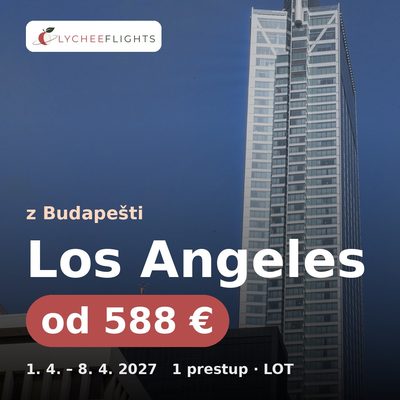 LYCHEEFLIGHTS
z Budapešti
Los Angeles
od 588 €
1. 4. – 8. 4. 2027 1 prestup · LOT